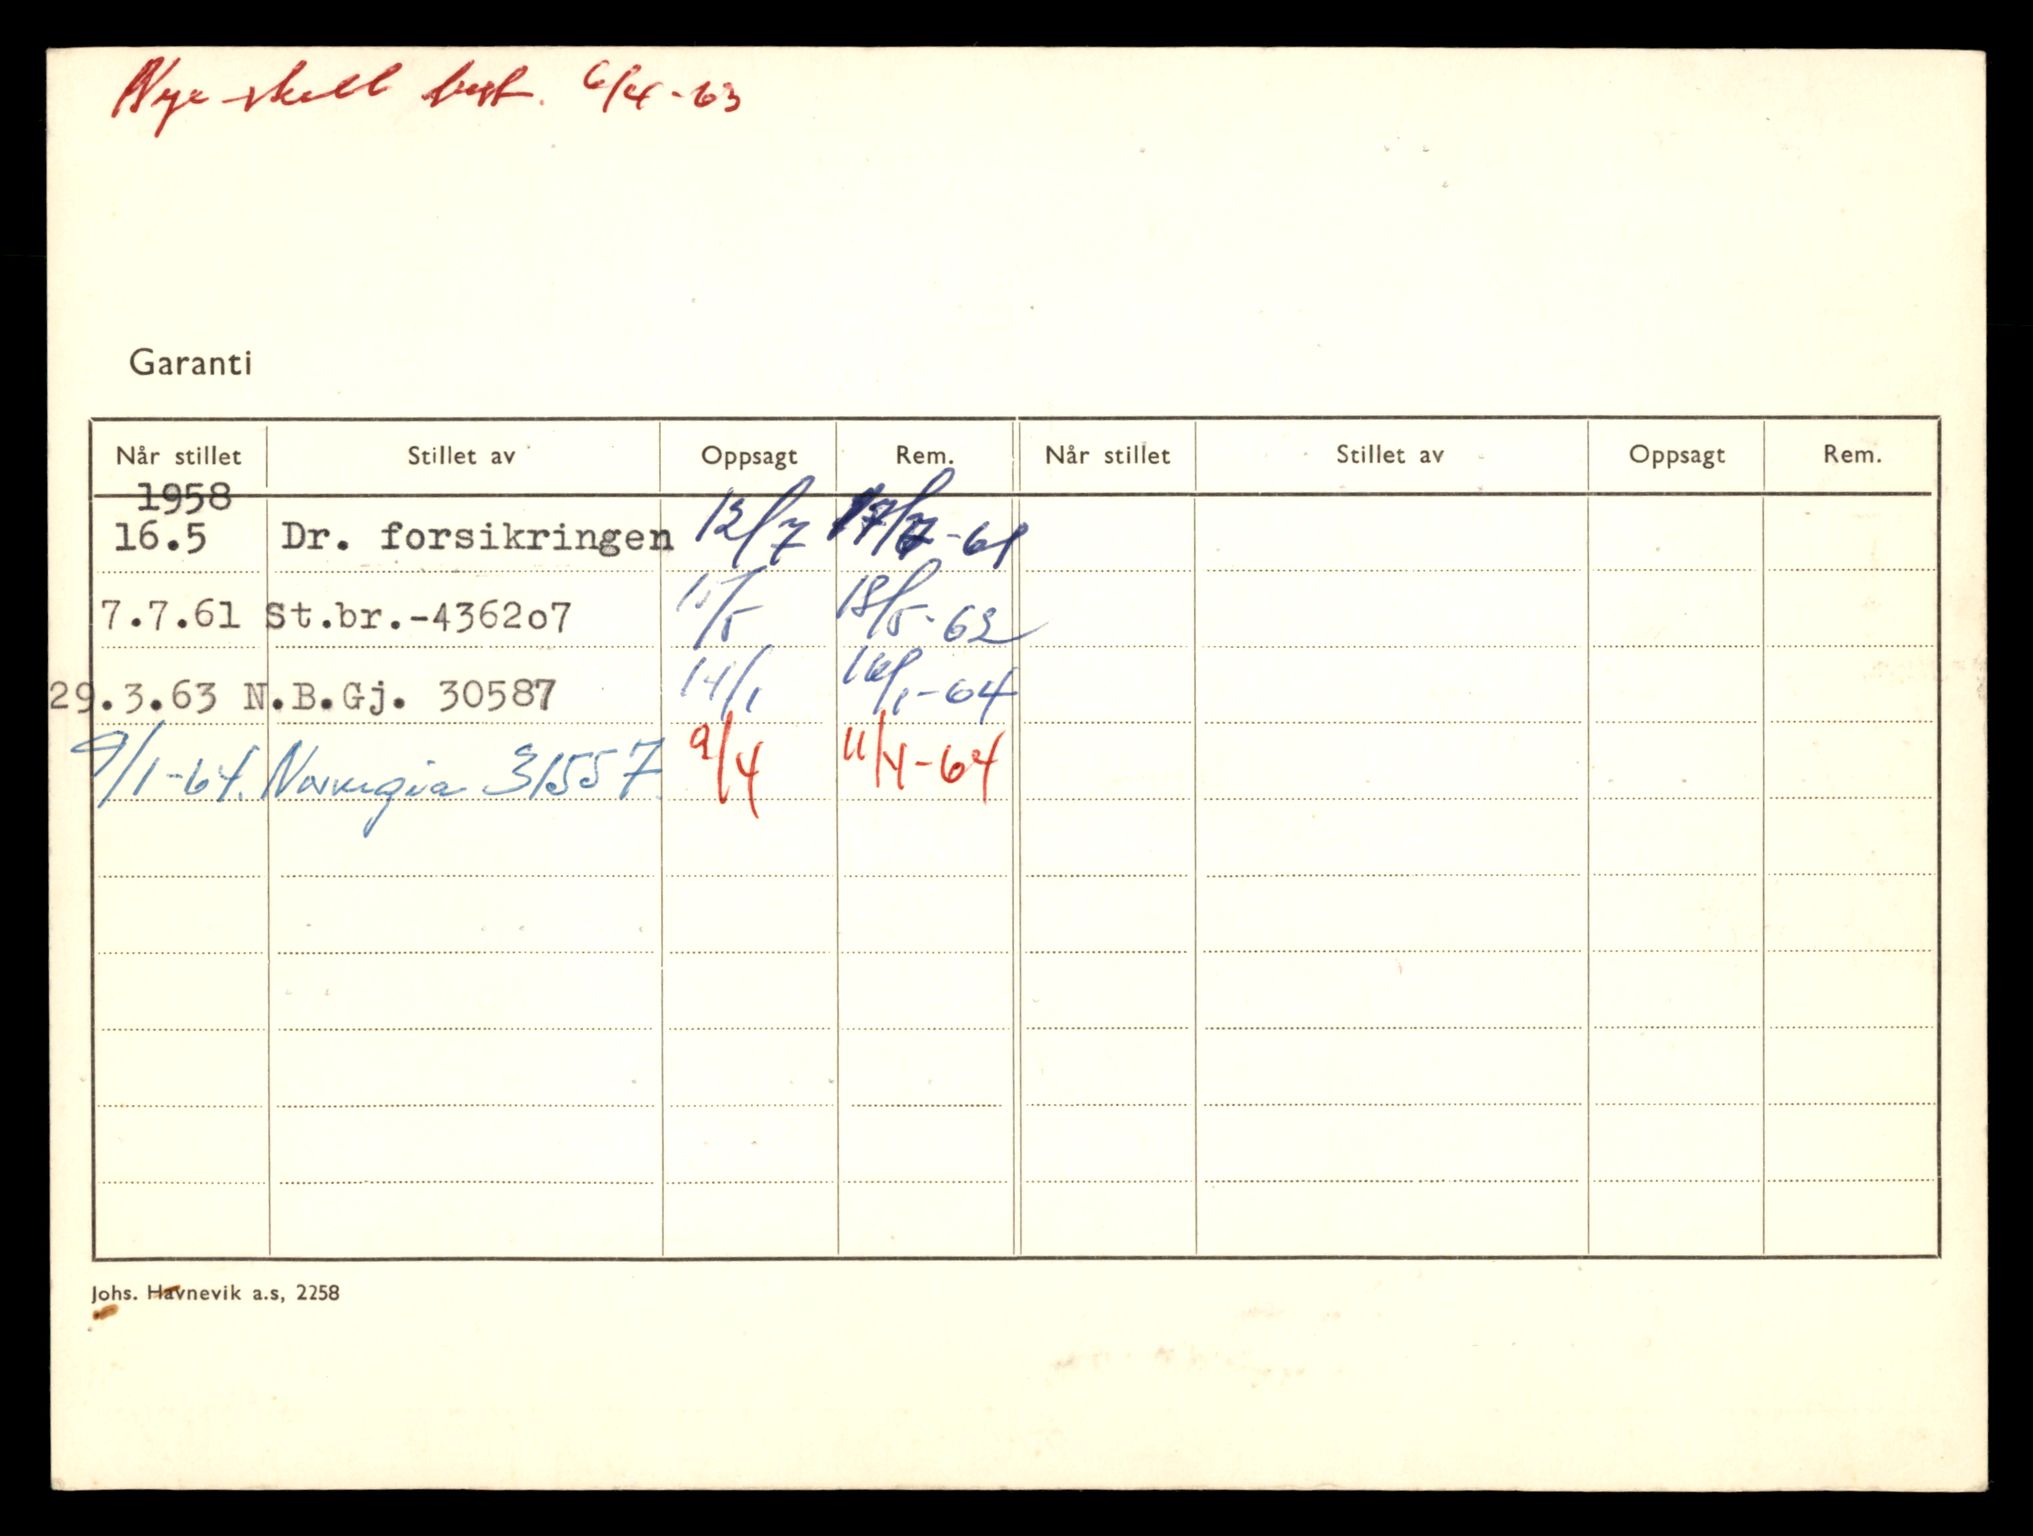 Nye skilt best. 6/4-63
Garanti
Når stillet Stillet av Oppsagt Rem. Når stillet Stillet av Oppsagt Rem.
1958
16.5 Dr. forsikringen 12/7 17/7-61
7.7.61 St.br.-4362o7 15/5 18/5-62
29.3.63 N.B.Gj. 30587 14/1 16/1-64
9/1-64. Norvegia 31557 9/4 11/4-64
Johs. Havnevik a.s, 2258